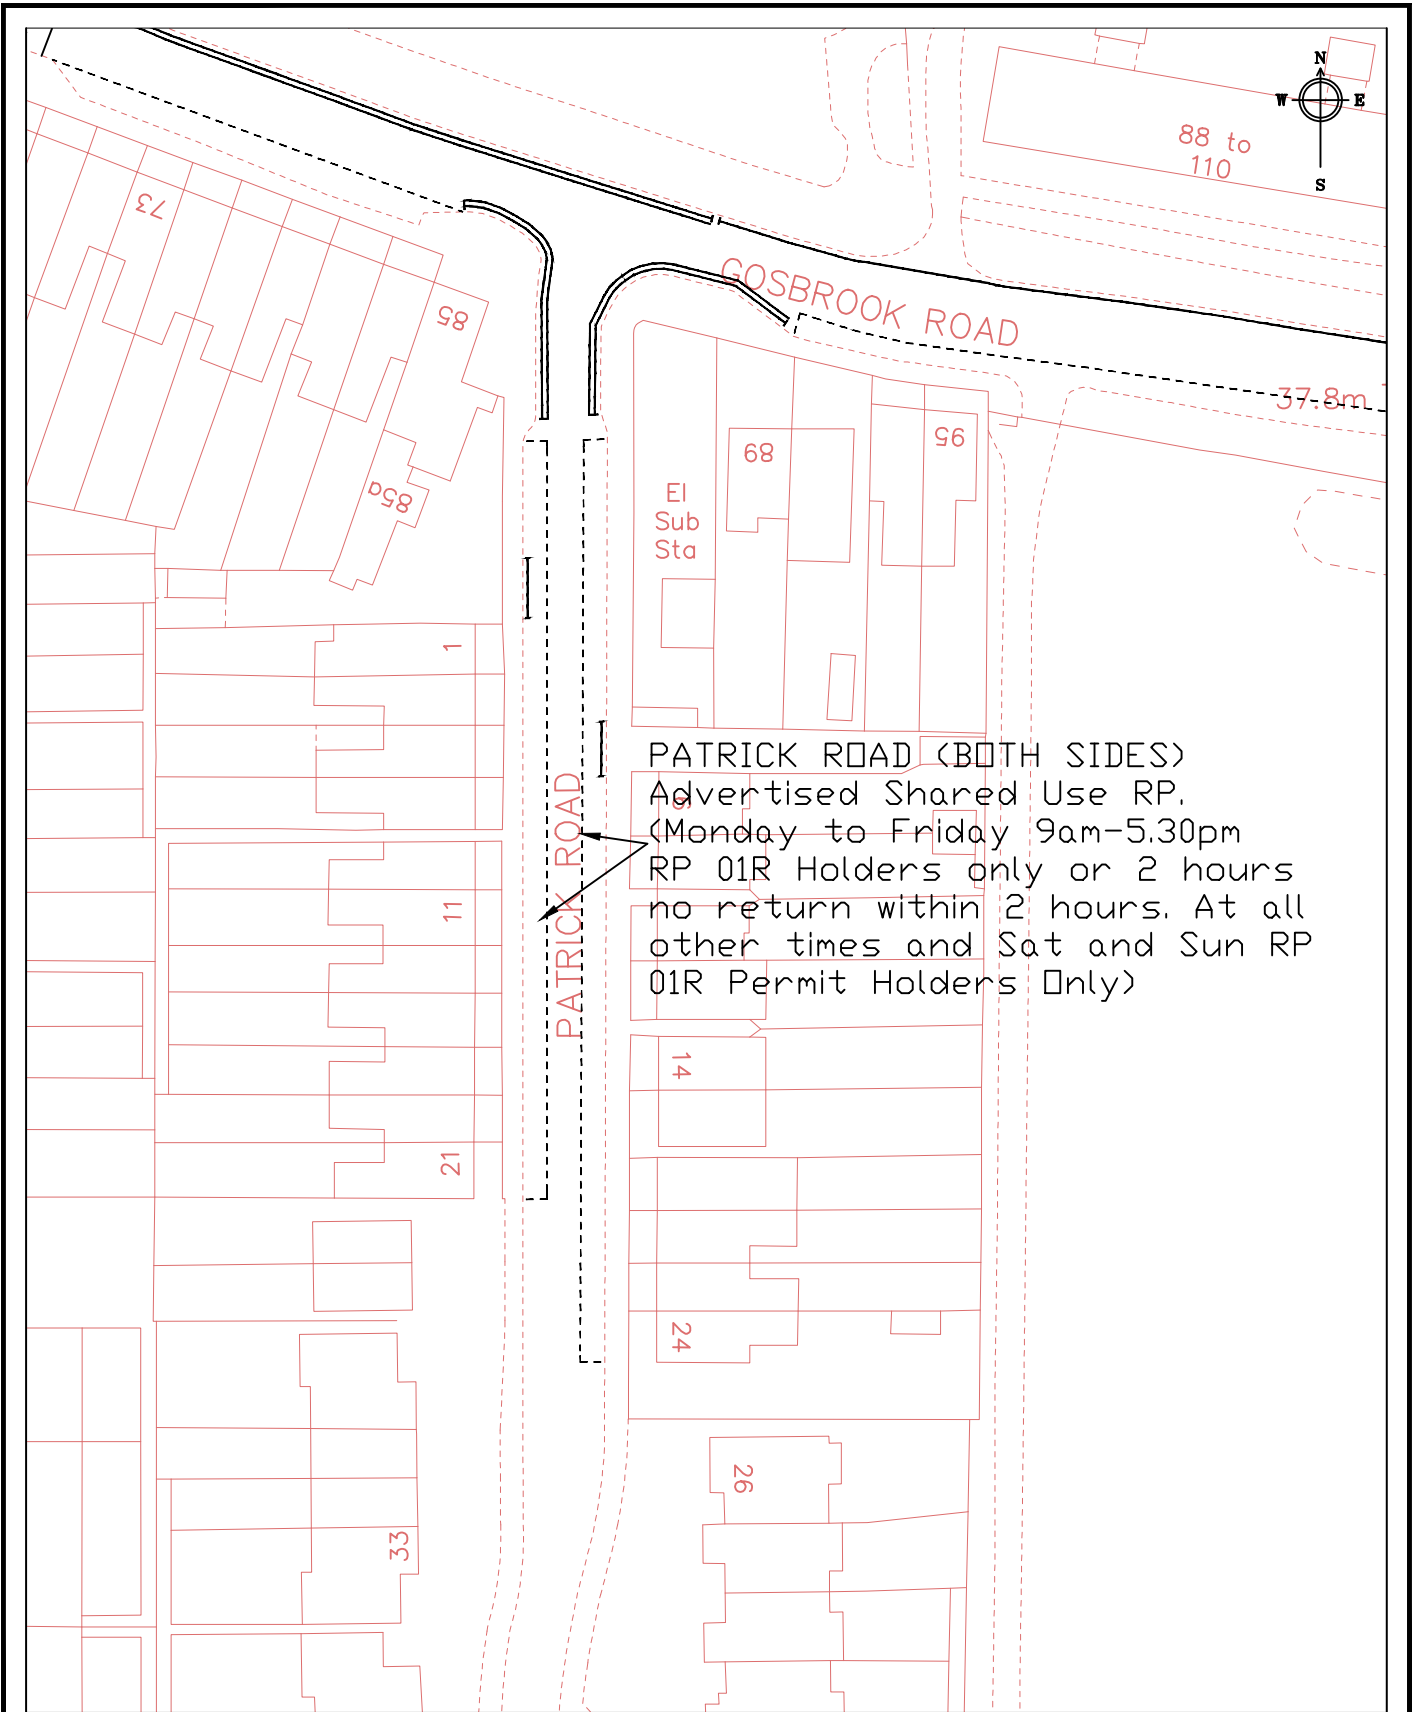 N
W E
S
88 to
110
73
85
GOSBROOK ROAD
37.8m
85a
89
95
El
Sub
Sta
1
PATRICK ROAD (BOTH SIDES)
Advertised Shared Use RP.
(Monday to Friday 9am-5.30pm
RP 01R Holders only or 2 hours
no return within 2 hours. At all
other times and Sat and Sun RP
01R Permit Holders Only)
PATRICK ROAD
11
14
21
24
26
33